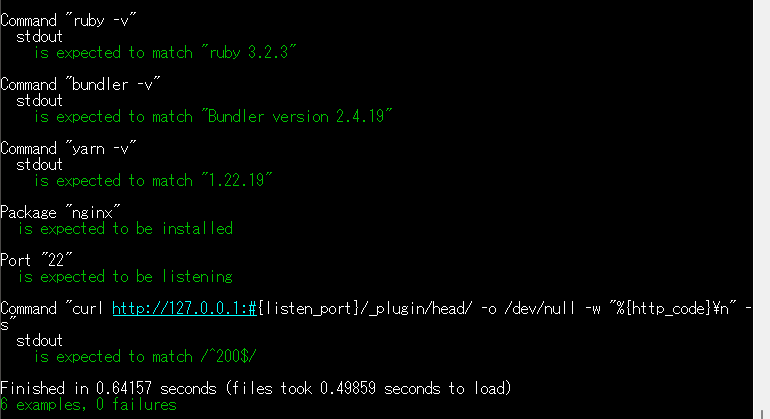 Command "ruby -v"
stdout
is expected to match "ruby 3.2.3"
Command "bundler -v"
stdout
is expected to match "Bundler version 2.4.19"
Command "yarn -v"
stdout
is expected to match "1.22.19"
Package "nginx"
is expected to be installed
Port "22"
is expected to be listening
Command "curl http://127.0.0.1:#{listen_port}/_plugin/head/ -o /dev/null -w "%{http_code}¥n" -
s"
stdout
is expected to match /^200$/
Finished in 0.64157 seconds (files took 0.49859 seconds to load)
6 examples, 0 failures